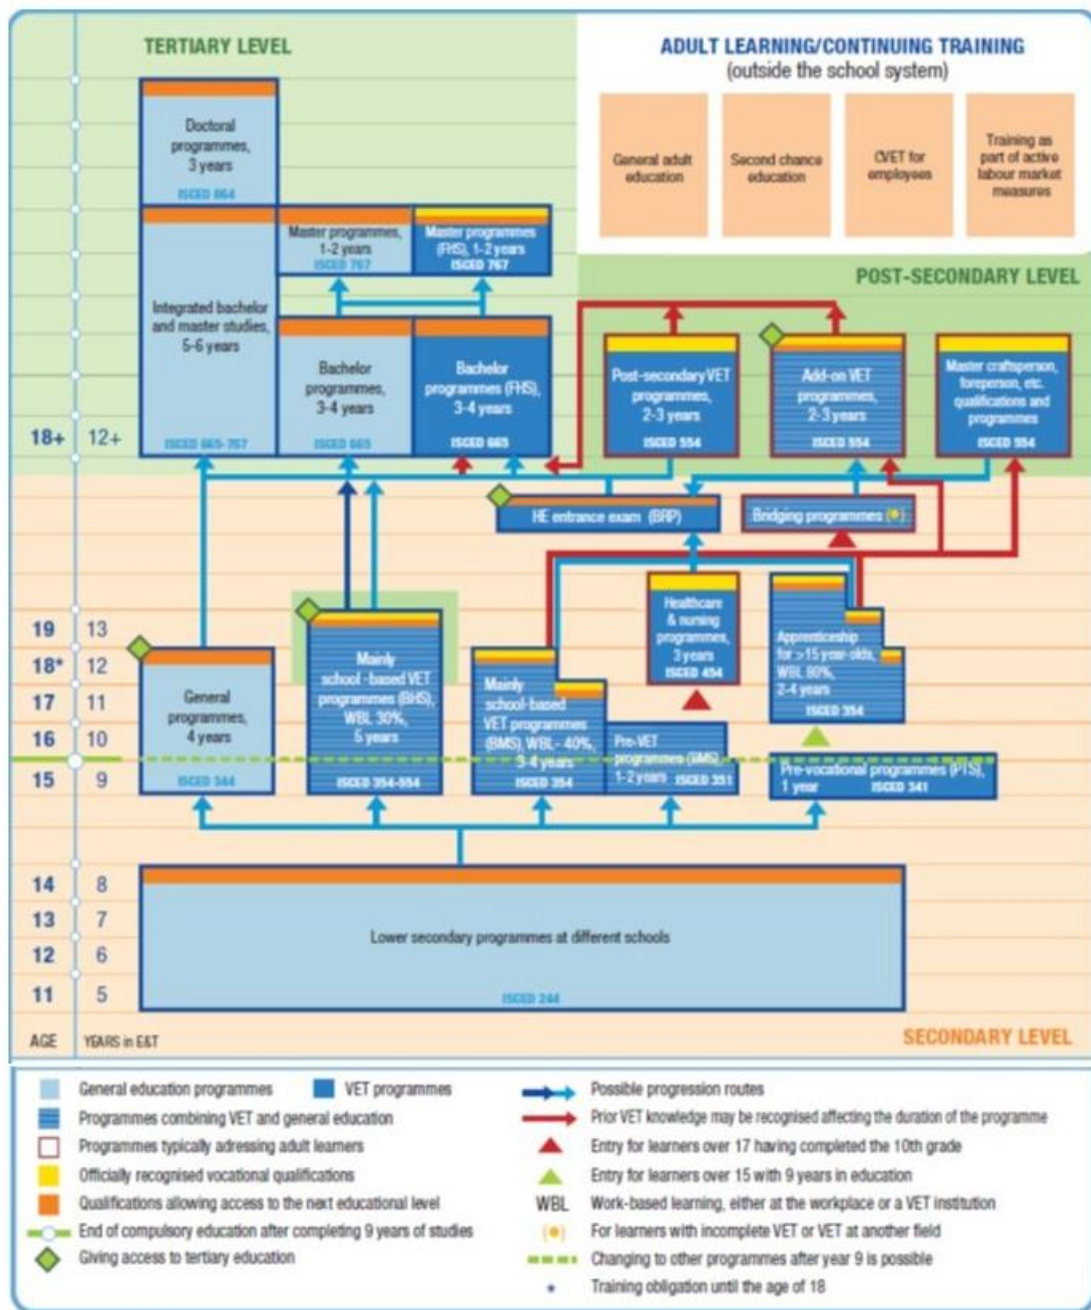 TERTIARY LEVEL
ADULT LEARNING/CONTINUING TRAINING
(outside the school system)
General adult
education
Second chance
education
CVET for
employees
Training as
part of active
labour market
measures
Doctoral
programmes,
3 years
ISCED 864
Master programmes,
1-2 years
ISCED 767
Master programmes
(FHS), 1-2 years
ISCED 767
POST-SECONDARY LEVEL
Integrated bachelor
and master studies,
5-6 years
ISCED 665-767
Bachelor
programmes,
3-4 years
ISCED 665
Bachelor
programmes (FHS),
3-4 years
ISCED 665
Post-secondary VET
programmes,
2-3 years
ISCED 554
Add-on VET
programmes,
2-3 years
ISCED 554
Master craftsperson,
foreperson, etc.
qualifications and
programmes
ISCED 554
18+ 12+
HE entrance exam (BRP)
Bridging programmes ( )
19 13
18* 12
17 11
16 10
15 9
General
programmes,
4 years
ISCED 344
Mainly
school -based VET
programmes (BHS),
WBL 30%,
5 years
ISCED 354-554
Mainly
school-based
VET programmes
(BMS), WBL- 40%,
3-4 years
ISCED 354
Healthcare
& nursing
programmes,
3 years
ISCED 454
Pre-VET
programmes (BMS),
1-2 years ISCED 351
Apprenticeship
for >15 year-olds,
WBL 80%,
2-4 years
ISCED 354
Pre-vocational programmes (PTS),
1 year ISCED 341
14 8
13 7
12 6
11 5
Lower secondary programmes at different schools
ISCED 244
AGE YEARS in E&T
SECONDARY LEVEL
General education programmes
VET programmes
Programmes combining VET and general education
Programmes typically adressing adult learners
Officially recognised vocational qualifications
Qualifications allowing access to the next educational level
End of compulsory education after completing 9 years of studies
Giving access to tertiary education
Possible progression routes
Prior VET knowledge may be recognised affecting the duration of the programme
Entry for learners over 17 having completed the 10th grade
Entry for learners over 15 with 9 years in education
WBL Work-based learning, either at the workplace or a VET institution
( ) For learners with incomplete VET or VET at another field
Changing to other programmes after year 9 is possible
* Training obligation until the age of 18